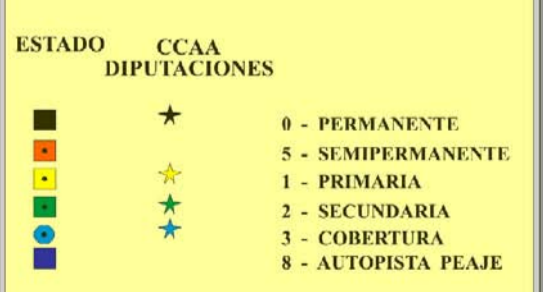 ESTADO CCAA
DIPUTACIONES
0 - PERMANENTE
5 - SEMIPERMANENTE
1 - PRIMARIA
2 - SECUNDARIA
3 - COBERTURA
8 - AUTOPISTA PEAJE